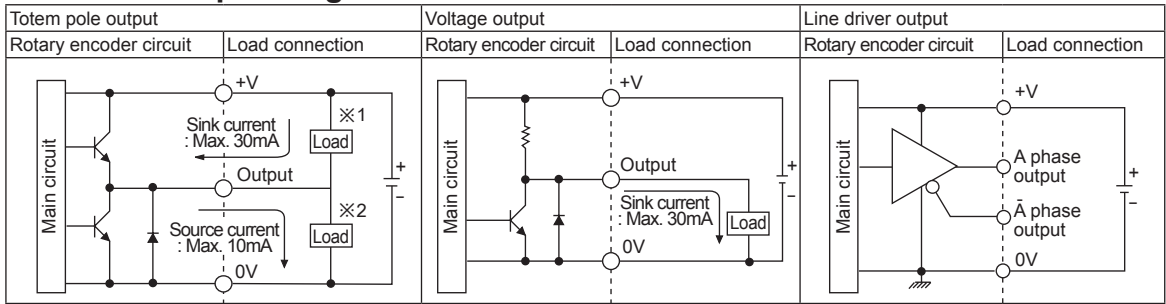 Totem pole output
Rotary encoder circuit
Load connection
Main circuit
+V
※1
Sink current
: Max. 30mA
Load
Output
+
−
※2
Source current
: Max. 10mA
Load
0V
Voltage output
Rotary encoder circuit
Load connection
Main circuit
+V
Output
Sink current
: Max. 30mA
Load
+
−
0V
Line driver output
Rotary encoder circuit
Load connection
Main circuit
+V
A phase
output
+
−
Ā phase
output
0V